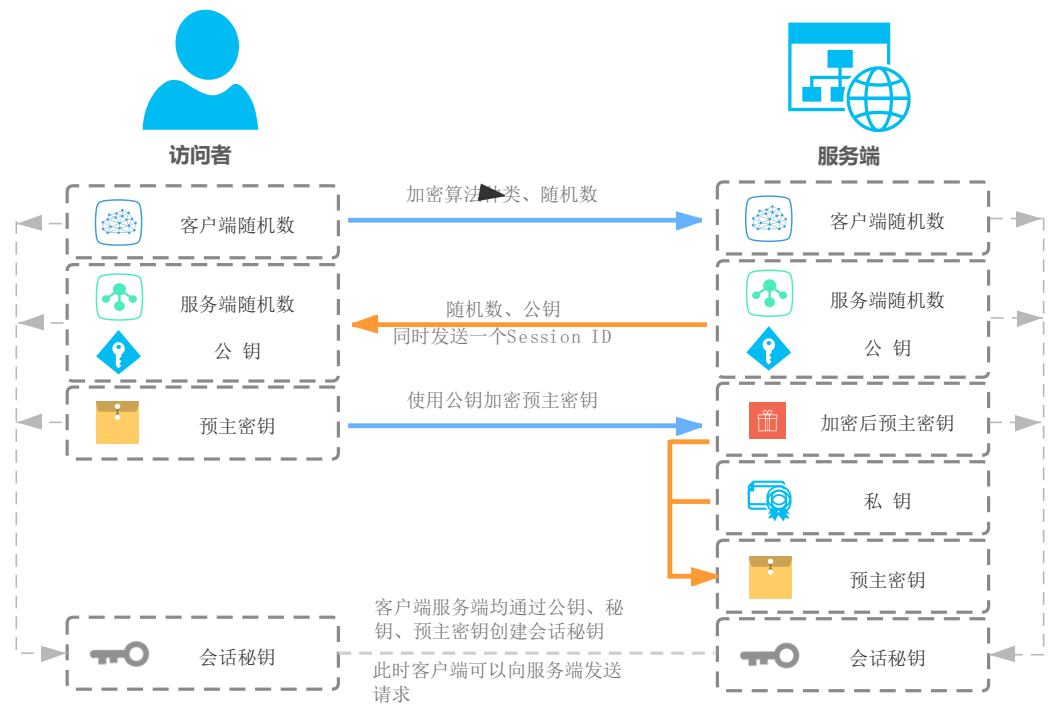 访问者
服务端
加密算法种类、随机数
客户端随机数
客户端随机数
服务端随机数
公 钥
随机数、公钥
同时发送一个Session ID
服务端随机数
公 钥
使用公钥加密预主密钥
预主密钥
加密后预主密钥
私 钥
预主密钥
客户端服务端均通过公钥、秘
钥、预主密钥创建会话秘钥
会话秘钥
会话秘钥
此时客户端可以向服务端发送
请求